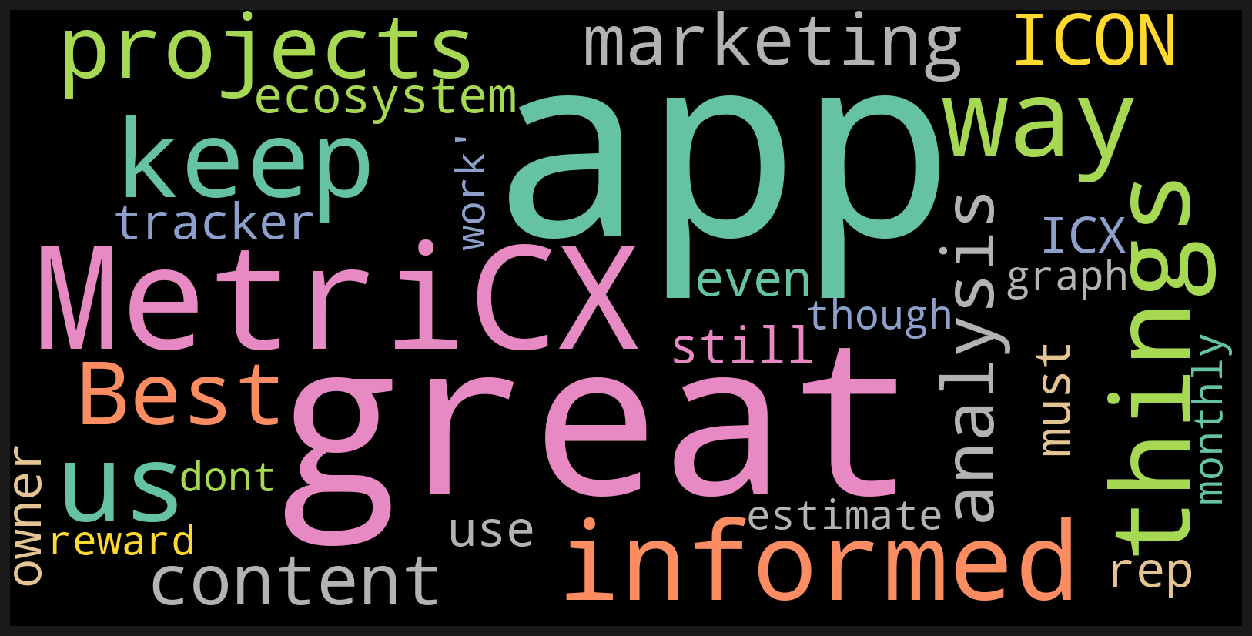 projects
marketing
ICON
ecosystem
app
way
keep
work'
tracker
things
analysis
ICX
MetriCX
even
graph
though
still
must
monthly
Best
great
us
dont
owner
use
estimate
reward
informed
content
rep